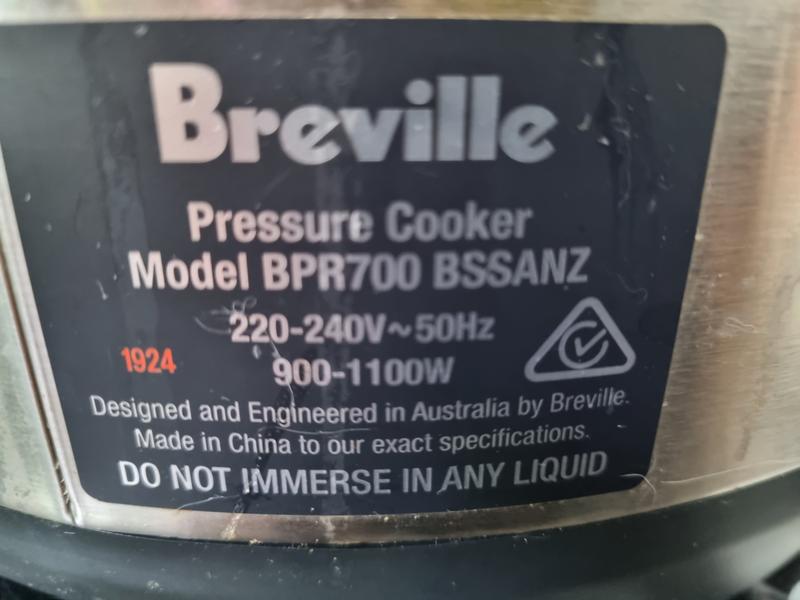 Breville
Pressure Cooker
Model BPR700 BSSANZ
220-240V~50Hz
1924
900-1100W
Designed and Engineered in Australia by Breville.
Made in China to our exact specifications.
DO NOT IMMERSE IN ANY LIQUID